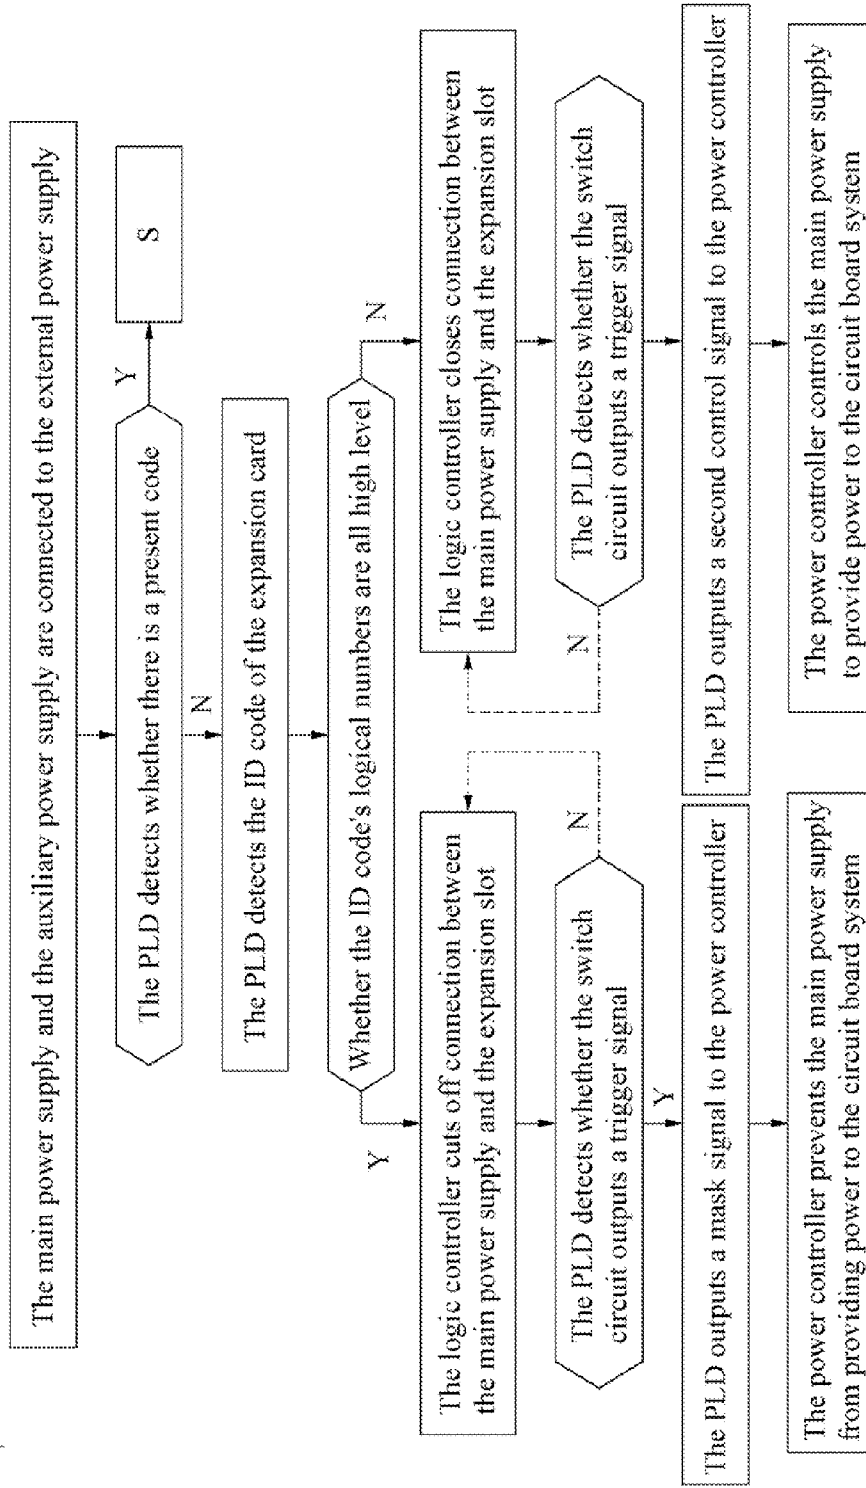 The main power supply and the auxiliary power supply are connected to the external power supply
The PLD detects whether there is a present code
Y
S
N
The PLD detects the ID code of the expansion card
Whether the ID code's logical numbers are all high level
Y
N
The logic controller cuts off connection between
the main power supply and the expansion slot
The logic controller closes connection between
the main power supply and the expansion slot
The PLD detects whether the switch
circuit outputs a trigger signal
N
N
The PLD detects whether the switch
circuit outputs a trigger signal
Y
The PLD outputs a mask signal to the power controller
The PLD outputs a second control signal to the power controller
The power controller prevents the main power supply
from providing power to the circuit board system
The power controller controls the main power supply
to provide power to the circuit board system